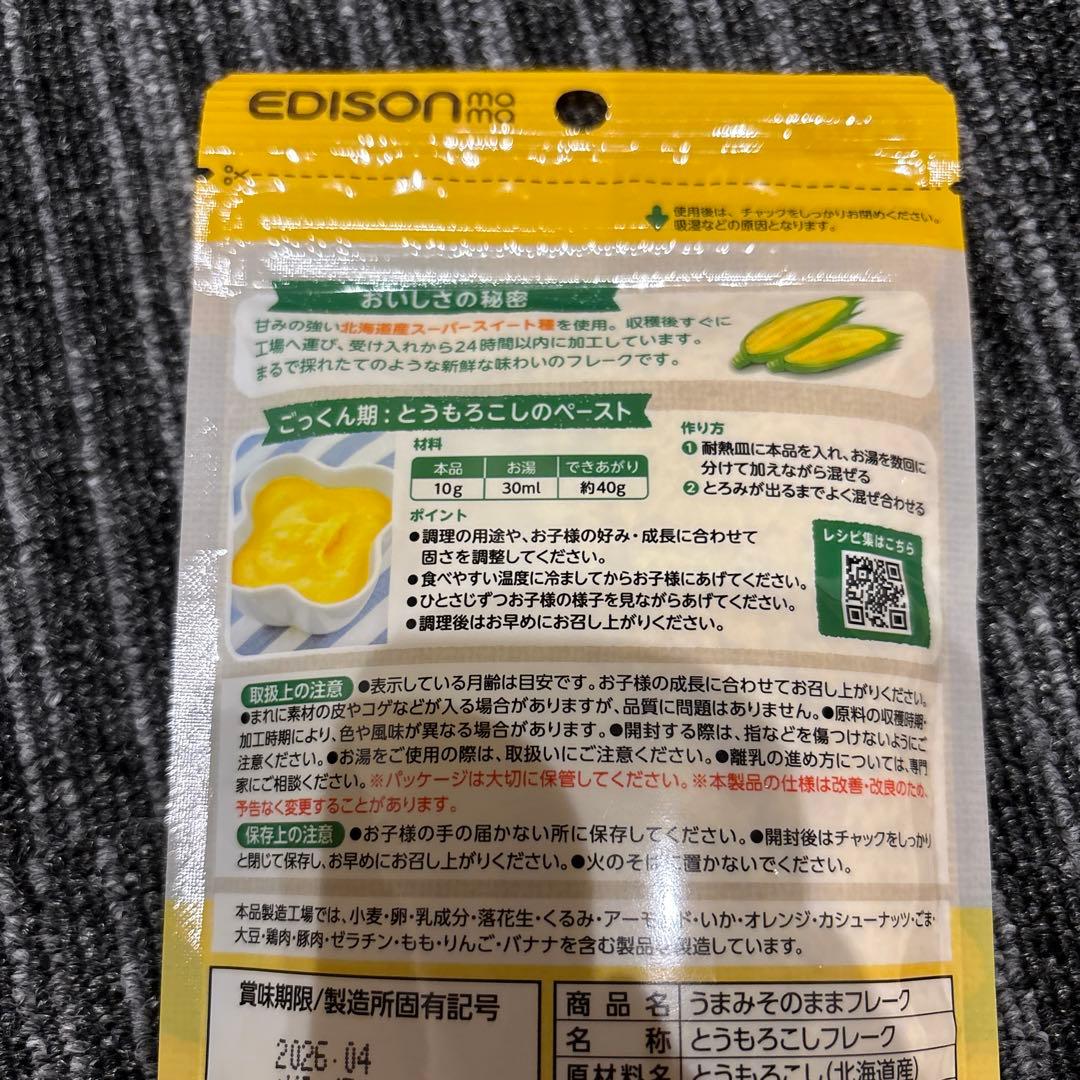 EDISON mama
使用後は、チャックをしっかりお閉めください。
吸湿などの原因となります。
おいしさの秘密
甘みの強い北海道産スーパースイート種を使用。収穫後すぐに
工場へ運び、受け入れから24時間以内に加工しています。
まるで採れたてのような新鮮な味わいのフレークです。
ごっくん期：とうもろこしのペースト
材料
本品 お湯 できあがり
10g 30ml 約40g
作り方
❶耐熱皿に本品を入れ、お湯を数回に
分けて加えながら混ぜる
❷とろみが出るまでよく混ぜ合わせる
ポイント
●調理の用途や、お子様の好み・成長に合わせて
固さを調整してください。
●食べやすい温度に冷ましてからお子様にあげてください。
●ひとさじずつお子様の様子を見ながらあげてください。
●調理後はお早めにお召し上がりください。
レシピ集はこちら
取扱上の注意 ●表示している月齢は目安です。お子様の成長に合わせてお召し上がりください。
●まれに素材の皮やコゲなどが入る場合がありますが、品質に問題はありません。●原料の収穫時期・
加工時期により、色や風味が異なる場合があります。●開封する際は、指などを傷つけないようにご
注意ください。●お湯をご使用の際は、取扱いにご注意ください。●離乳の進め方については、専門
家にご相談ください。※パッケージは大切に保管してください。※本製品の仕様は改善・改良のため、
予告なく変更することがあります。
保存上の注意 ●お子様の手の届かない所に保存してください。●開封後はチャックをしっかり
と閉じて保存し、お早めにお召し上がりください。●火のそばに置かないでください。
本品製造工場では、小麦・卵・乳成分・落花生・くるみ・アーモンド・いか・オレンジ・カシューナッツ・ごま・
大豆・鶏肉・豚肉・ゼラチン・もも・りんご・バナナを含む製品を製造しています。
賞味期限/製造所固有記号
2026.04
商品名 うまみそのままフレーク
名称 とうもろこしフレーク
原材料名 とうもろこし(北海道産)